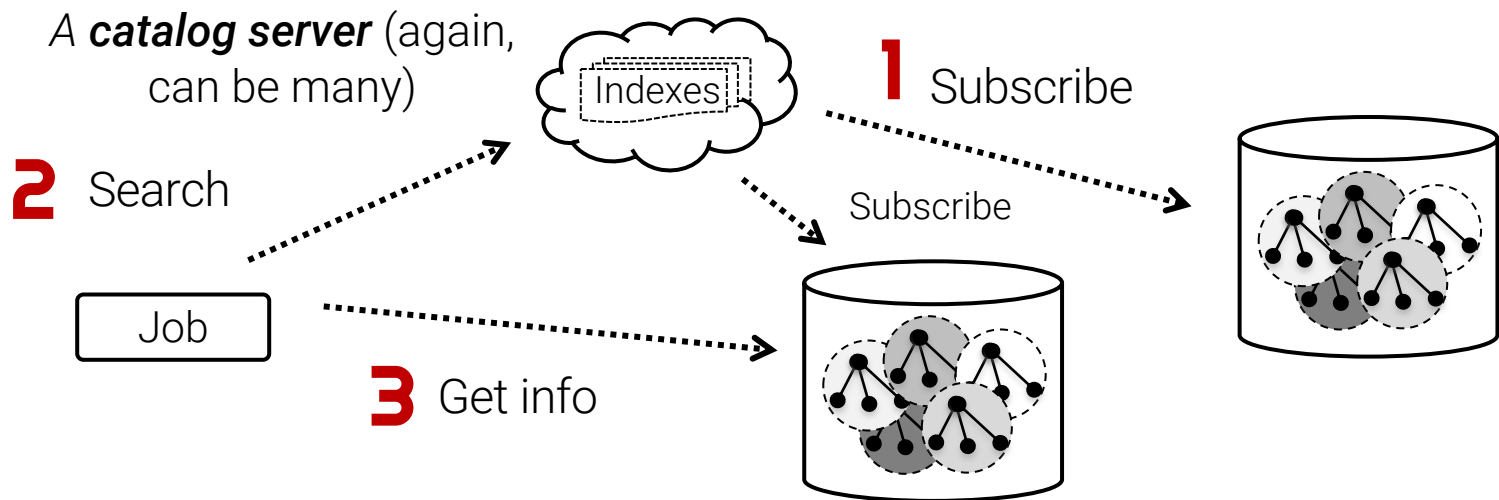 A catalog server (again,
can be many)
Indexes
1 Subscribe
2 Search
Subscribe
Job
3 Get info